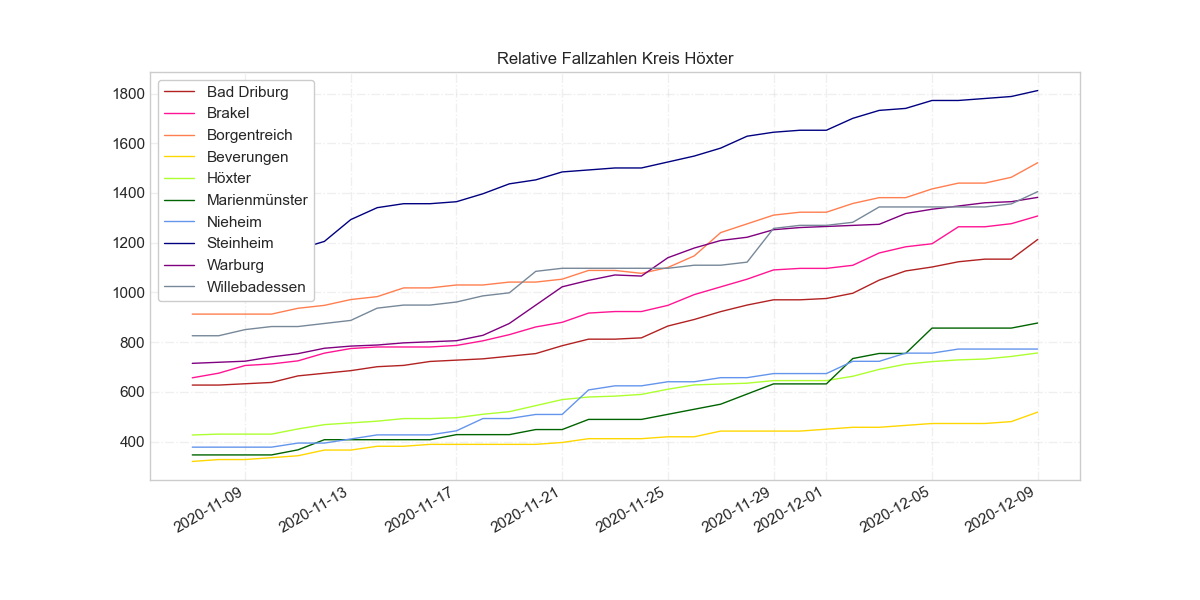 Relative Fallzahlen Kreis Höxter
1800
1600
1400
1200
1000
800
600
400
Bad Driburg
Brakel
Borgentreich
Beverungen
Höxter
Marienmünster
Nieheim
Steinheim
Warburg
Willebadessen
2020-11-09
2020-11-13
2020-11-17
2020-11-21
2020-11-25
2020-11-29
2020-12-01
2020-12-05
2020-12-09